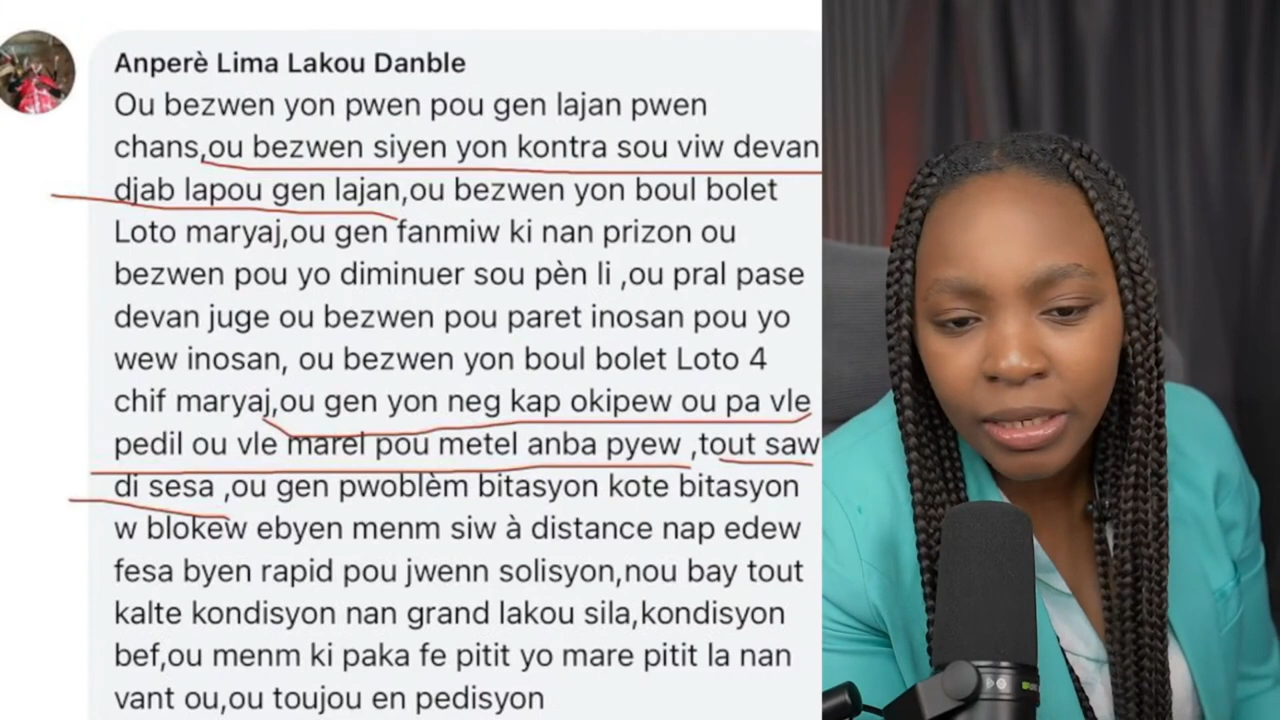 Anperè Lima Lakou Danble
Ou bezwen yon pwen pou gen lajan pwen
chans,ou bezwen siyen yon kontra sou viw devan
djab lapou gen lajan,ou bezwen yon boul bolet
Loto maryaj,ou gen fanmiw ki nan prizon ou
bezwen pou yo diminuer sou pèn li ,ou pral pase
devan juge ou bezwen pou paret inosan pou yo
wew inosan, ou bezwen yon boul bolet Loto 4
chif maryaj,ou gen yon neg kap okipew ou pa vle
pedil ou vle marel pou metel anba pyew ,tout saw
di sesa ,ou gen pwoblèm bitasyon kote bitasyon
w blokew ebyen menm siw à distance nap edew
fesa byen rapid pou jwenn solisyon,nou bay tout
kalte kondisyon nan grand lakou sila,kondisyon
bef,ou menm ki paka fe pitit yo mare pitit la nan
vant ou,ou toujou en pedisyon